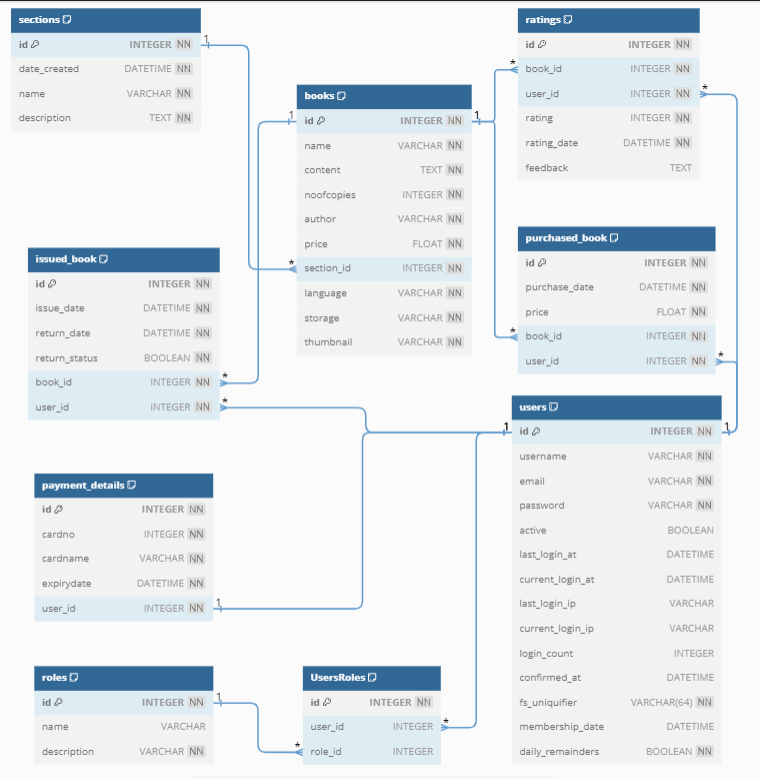 sections
id INTEGER NN
date_created DATETIME NN
name VARCHAR NN
description TEXT NN
1
ratings
id INTEGER NN
book_id INTEGER NN
user_id INTEGER NN
rating INTEGER NN
rating_date DATETIME NN
feedback TEXT
*
*
books
id INTEGER NN
name VARCHAR NN
content TEXT NN
noofcopies INTEGER NN
author VARCHAR NN
price FLOAT NN
section_id INTEGER NN
language VARCHAR NN
storage VARCHAR NN
thumbnail VARCHAR NN
1
1
*
purchased_book
id INTEGER NN
purchase_date DATETIME NN
price FLOAT NN
book_id INTEGER NN
user_id INTEGER NN
*
*
issued_book
id INTEGER NN
issue_date DATETIME NN
return_date DATETIME NN
return_status BOOLEAN NN
book_id INTEGER NN
user_id INTEGER NN
*
*
users
id INTEGER NN
username VARCHAR NN
email VARCHAR NN
password VARCHAR NN
active BOOLEAN
last_login_at DATETIME
current_login_at DATETIME
last_login_ip VARCHAR
current_login_ip VARCHAR
login_count INTEGER
confirmed_at DATETIME
fs_uniquifier VARCHAR(64) NN
membership_date DATETIME
daily_remainders BOOLEAN NN
1
1
payment_details
id INTEGER NN
cardno INTEGER NN
cardname VARCHAR NN
expirydate DATETIME NN
user_id INTEGER NN
1
roles
id INTEGER NN
name VARCHAR
description VARCHAR NN
1
UsersRoles
id INTEGER NN
user_id INTEGER
role_id INTEGER
*
*